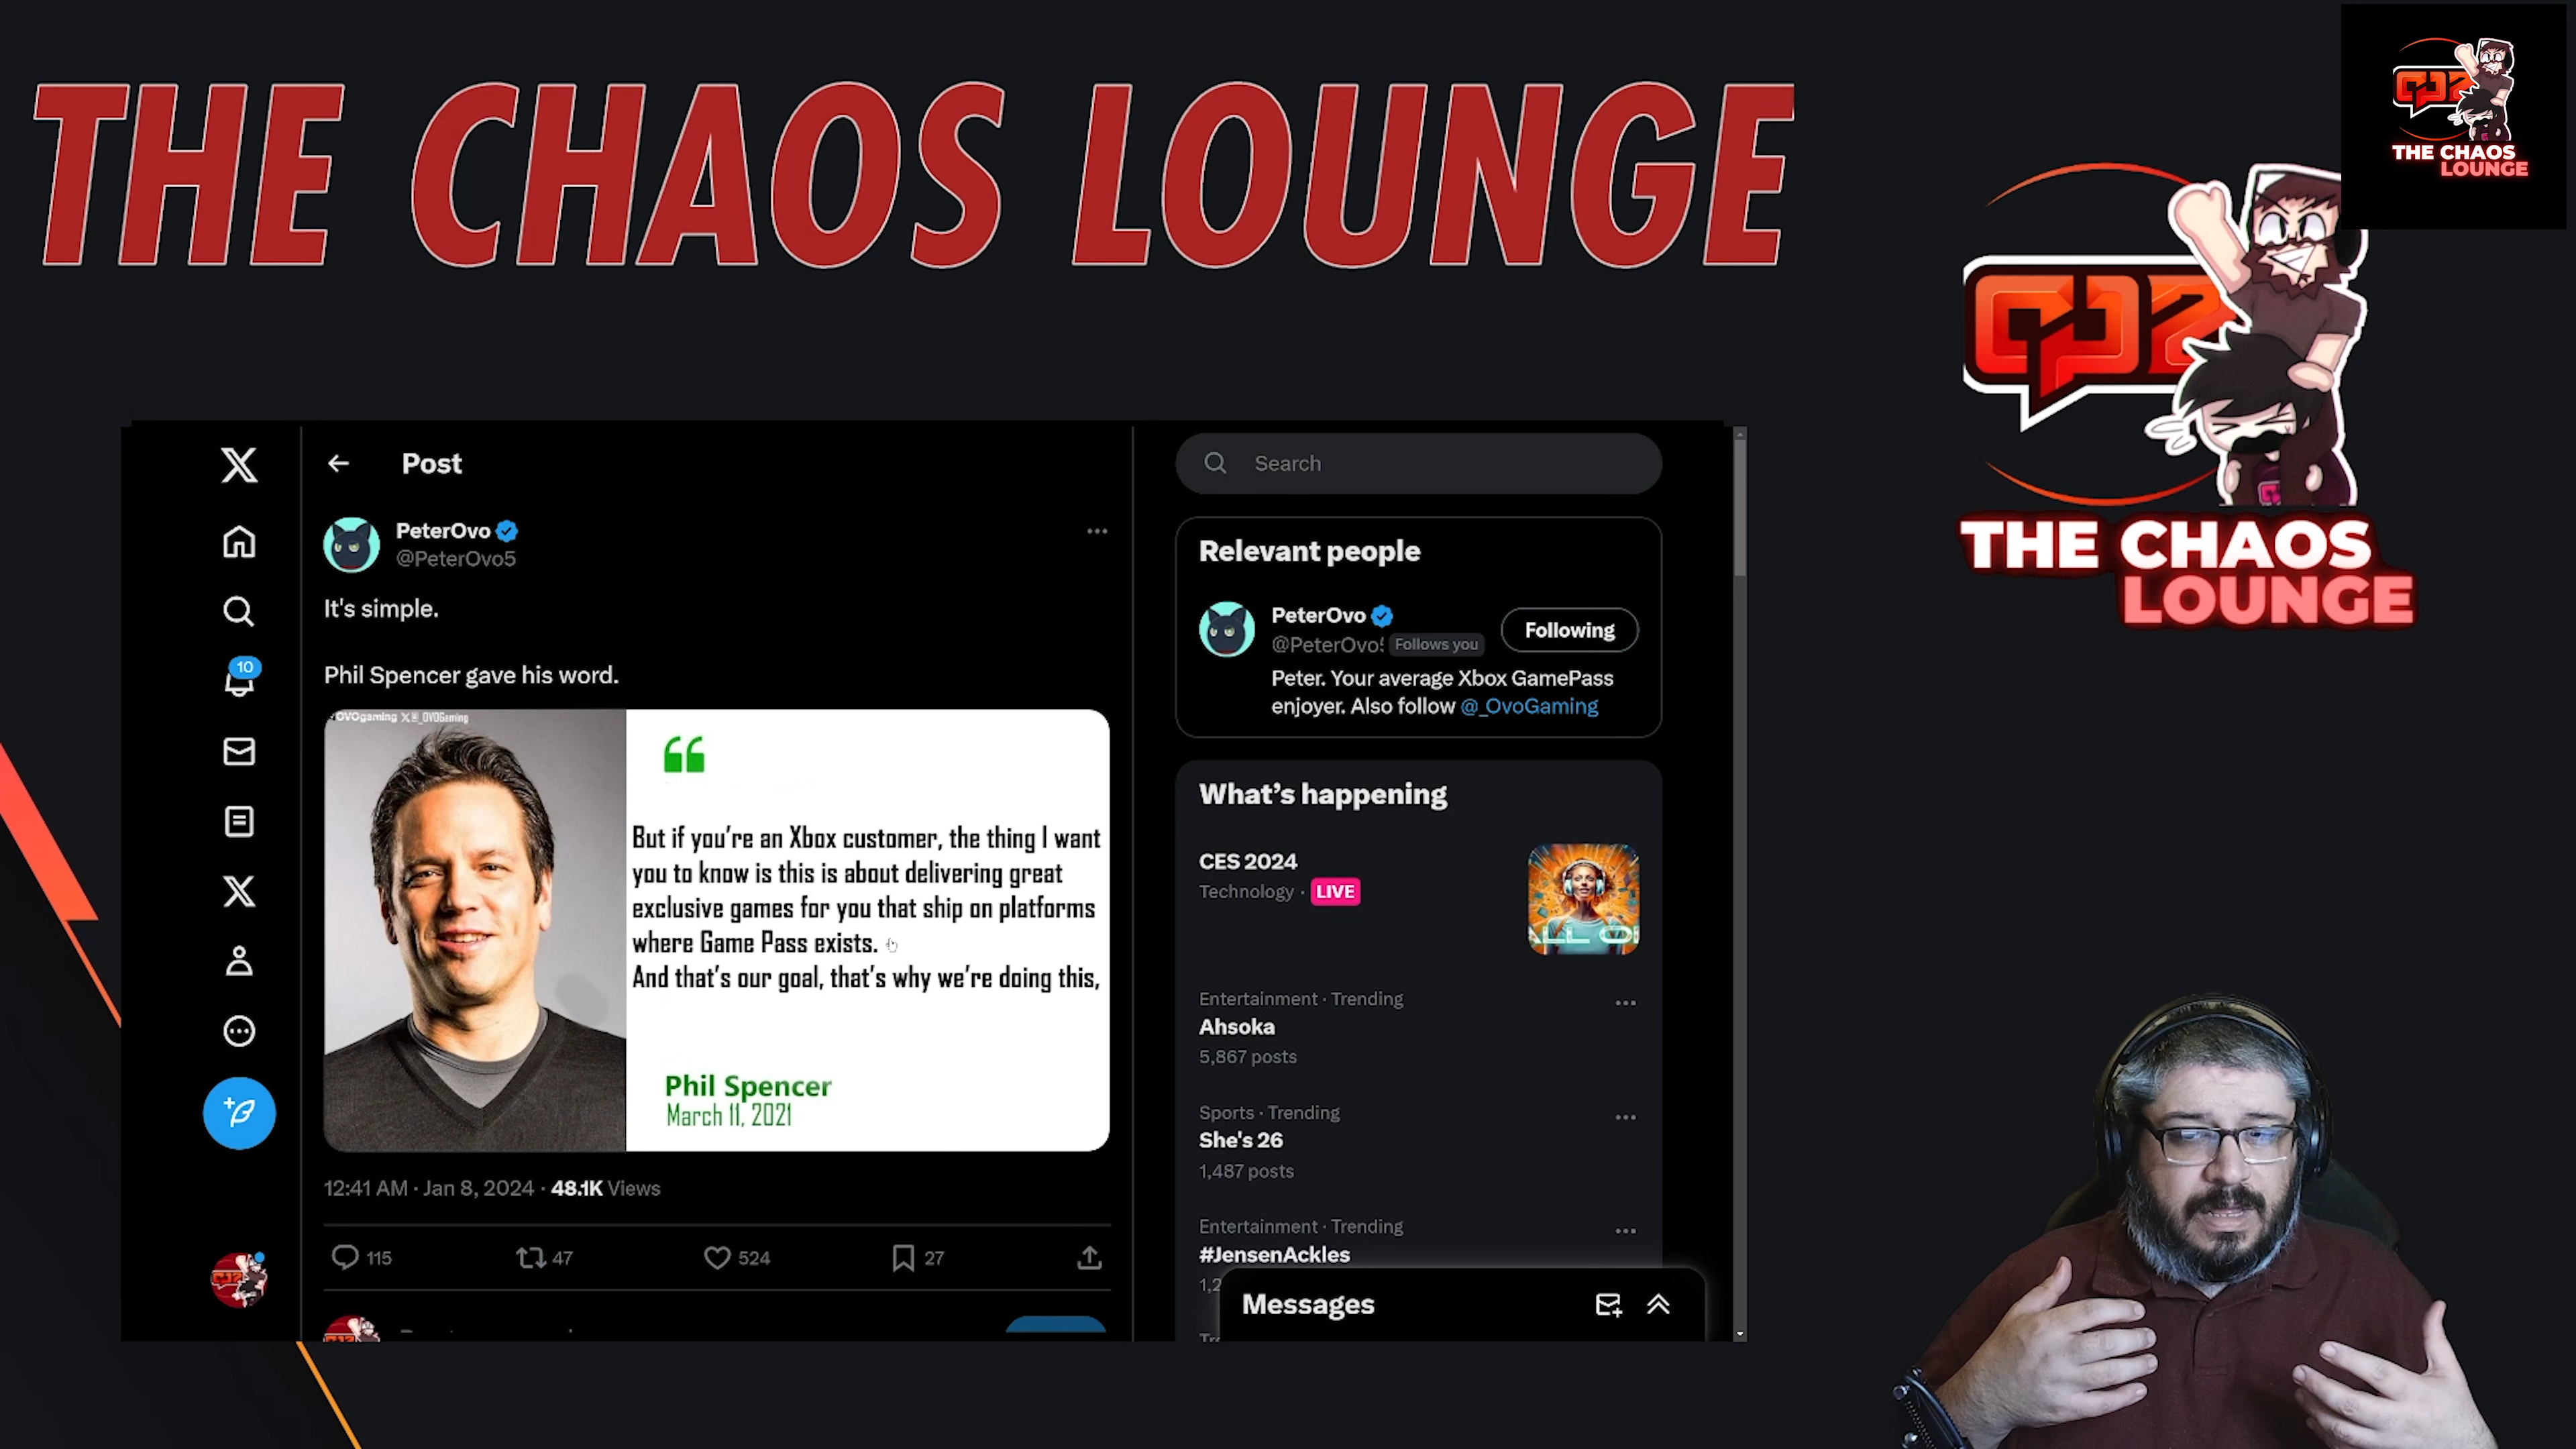 THE CHAOS LOUNGE
THE CHAOS
LOUNGE
THE CHAOS
LOUNGE
Post
PeterOvo
@PeterOvo5
It's simple.
Phil Spencer gave his word.
OVOgaming X @_OVOGaming
But if you're an Xbox customer, the thing I want
you to know is this is about delivering great
exclusive games for you that ship on platforms
where Game Pass exists.
And that's our goal, that's why we're doing this,
Phil Spencer
March 11, 2021
12:41 AM · Jan 8, 2024 · 48.1K Views
115
47
524
27
10
Search
Relevant people
PeterOvo
@PeterOvo5 Follows you
Following
Peter. Your average Xbox GamePass
enjoyer. Also follow @_OvoGaming
What's happening
CES 2024
Technology · LIVE
Entertainment · Trending
Ahsoka
5,867 posts
Sports · Trending
She's 26
1,487 posts
Entertainment · Trending
#JensenAckles
1,2
Messages